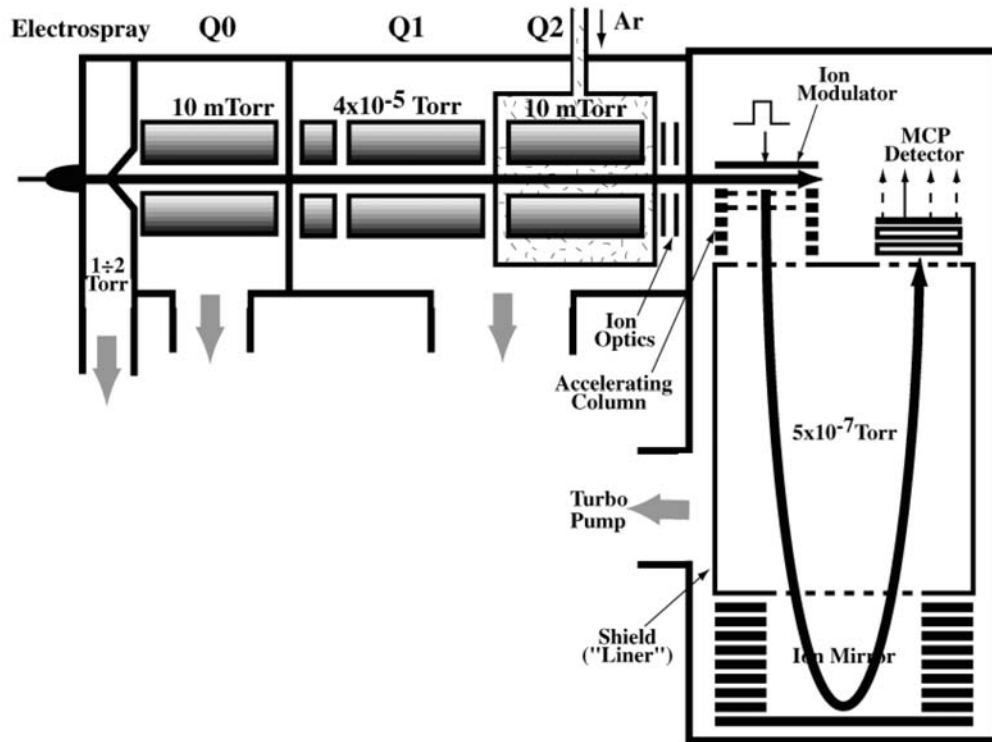 Electrospray
Q0
Q1
Q2
Ar
10 mTorr
4x10-5 Torr
10 mTorr
Ion
Modulator
MCP
Detector
1÷2
Torr
Ion
Optics
Accelerating
Column
5x10-7Torr
Turbo
Pump
Shield
("Liner")
Ion Mirror